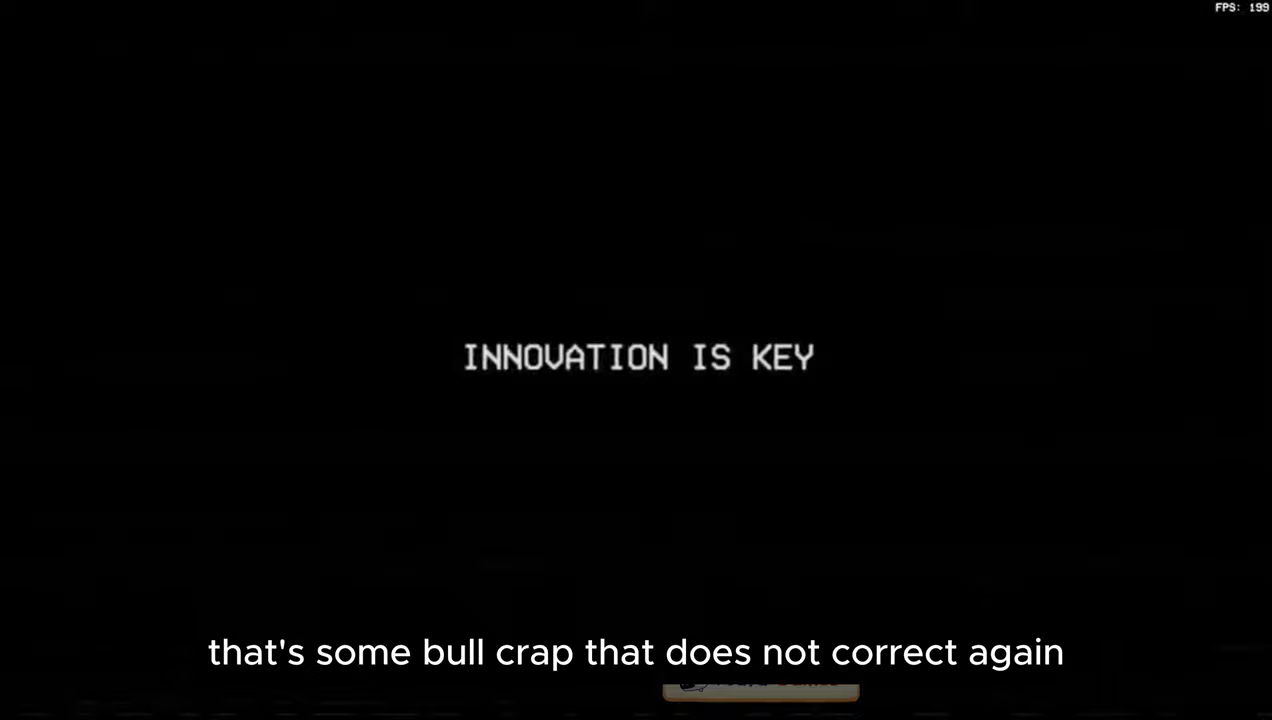 FPS: 199
INNOVATION IS KEY
that's some bull crap that does not correct again